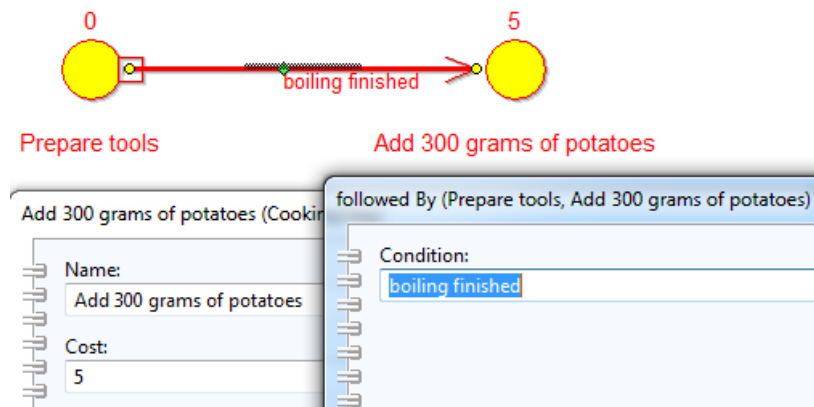 0 5
boiling finished
Prepare tools Add 300 grams of potatoes
Add 300 grams of potatoes (Cookin
followed By (Prepare tools, Add 300 grams of potatoes)
Name:
Add 300 grams of potatoes
Cost:
5
Condition:
boiling finished